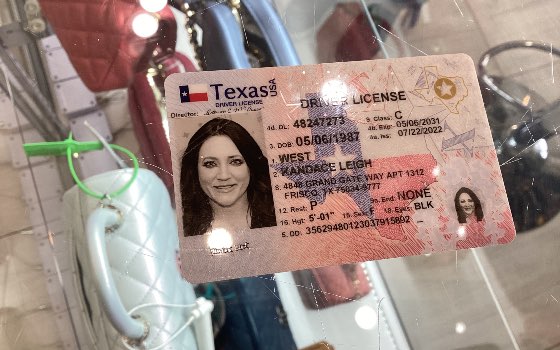 Texas USA
DRIVER LICENSE
Director:
DRIVER LICENSE
4d. DL: 48247273 9. Class: C
4b. Exp: 05/06/2031
3. DOB: 05/06/1987 4a. Iss: 07/22/2022
1. WEST
2. KANDACE LEIGH
8. 4848 GRAND GATE WAY APT 1312
FRISCO, TX 75034-9777
12. Rest: P 9a. End: NONE
16. Hgt: 5'-01" 15. Sex: F 18. Eyes: BLK
5. DD: 35629480123037915802